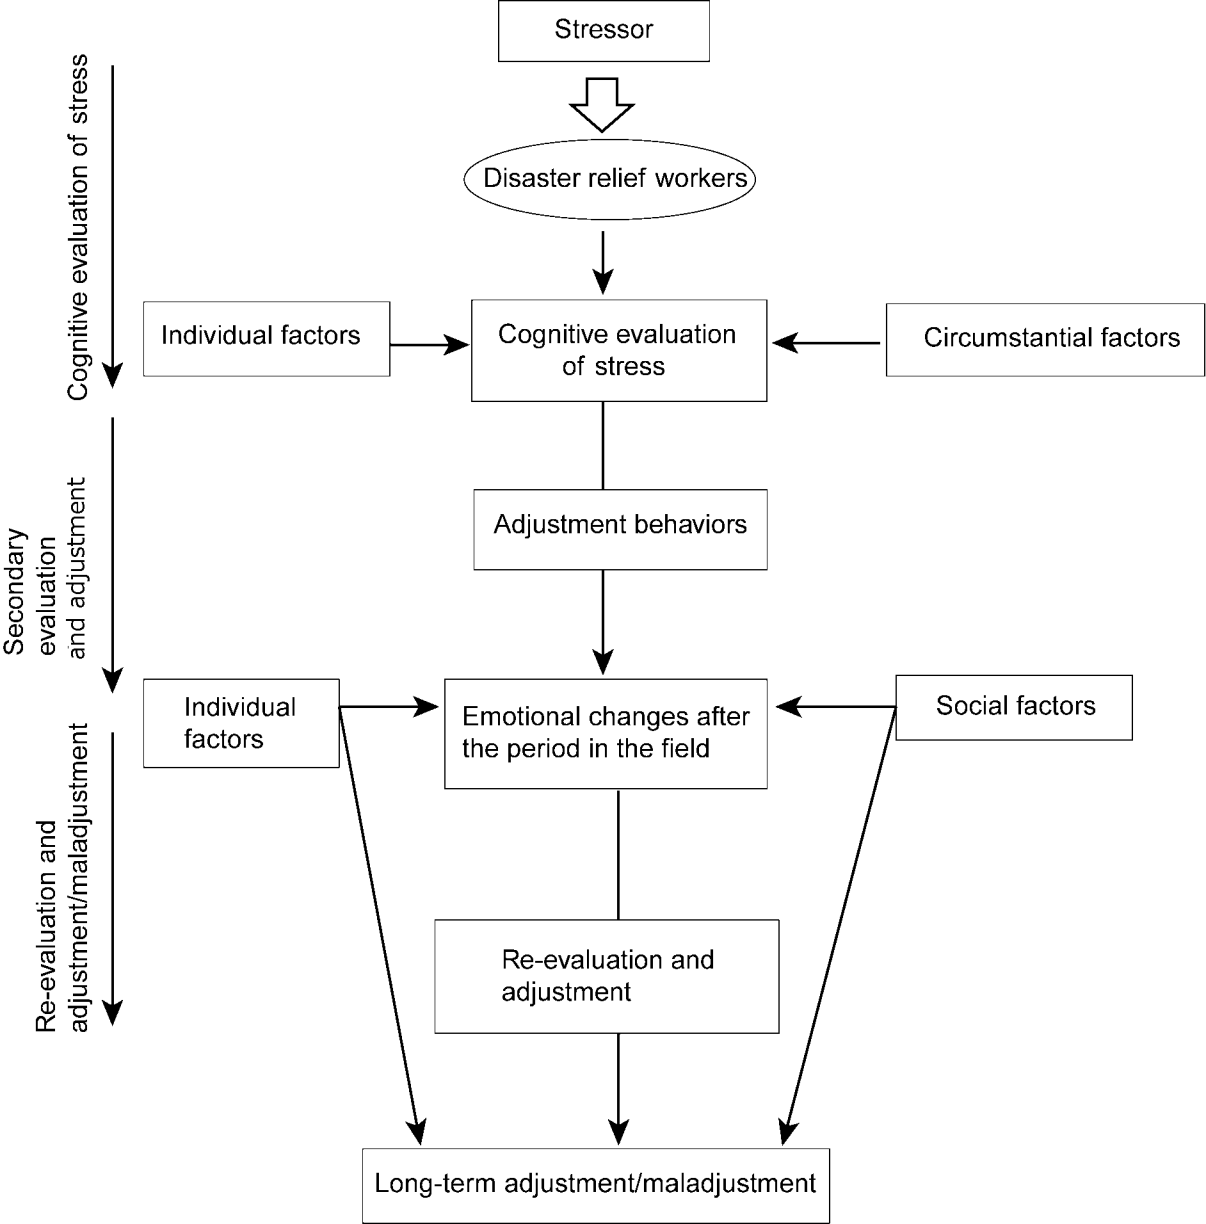 Stressor
Disaster relief workers
Cognitive evaluation of stress
Individual factors
Cognitive evaluation
of stress
Circumstantial factors
Adjustment behaviors
Secondary
evaluation
and adjustment
Individual
factors
Emotional changes after
the period in the field
Social factors
Re-evaluation and
adjustment/maladjustment
Re-evaluation and
adjustment
Long-term adjustment/maladjustment